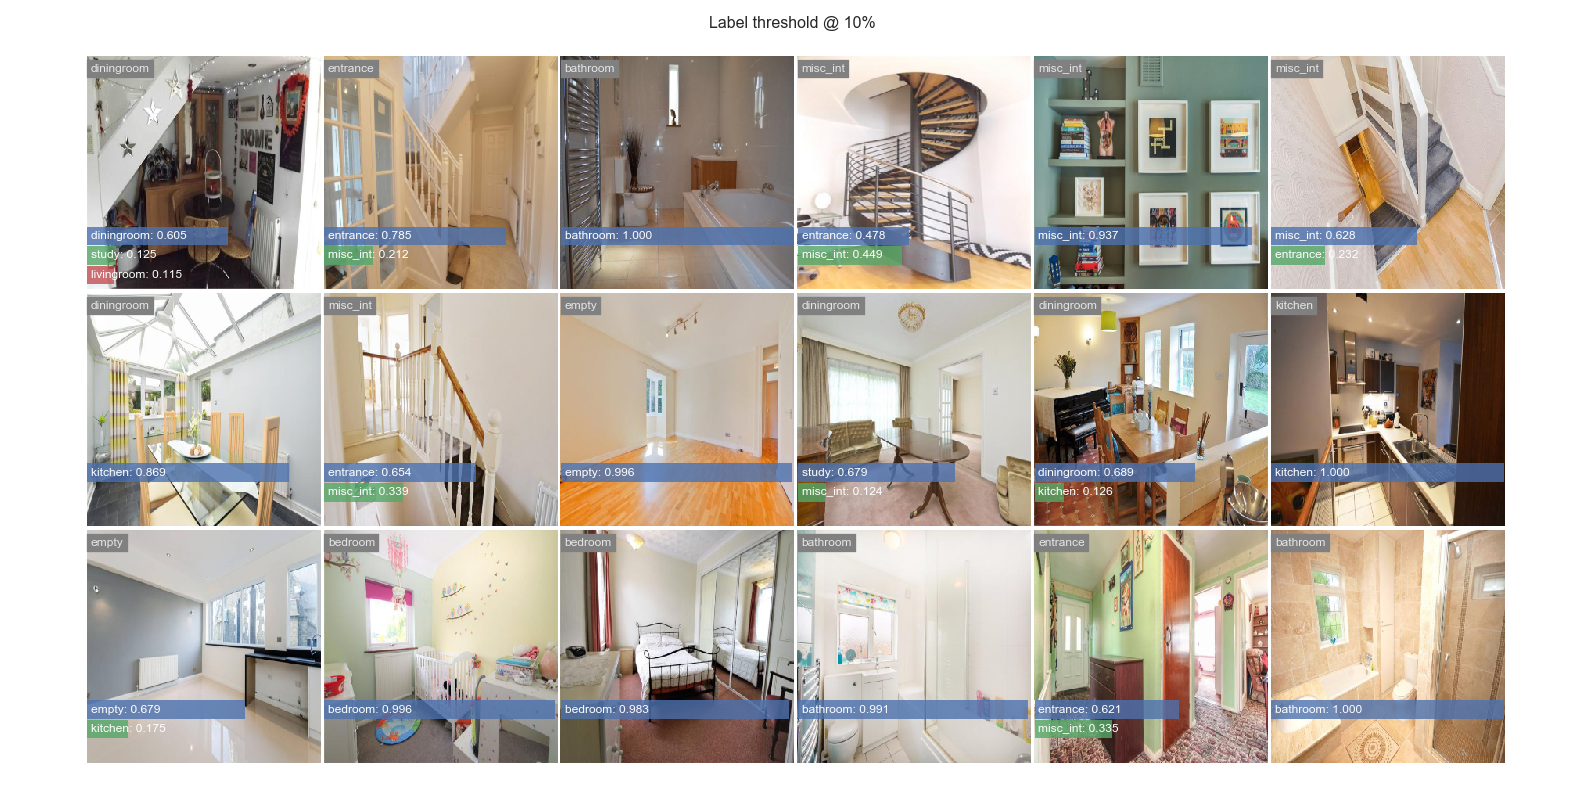 Label threshold @ 10%
diningroom
HOME
diningroom: 0.605
study: 0.125
livingroom: 0.115
entrance
entrance: 0.785
misc_int: 0.212
bathroom
bathroom: 1.000
misc_int
entrance: 0.478
misc_int: 0.449
misc_int
misc_int: 0.937
misc_int
misc_int: 0.628
entrance: 0.232
diningroom
kitchen: 0.869
misc_int
entrance: 0.654
misc_int: 0.339
empty
empty: 0.996
diningroom
study: 0.679
misc_int: 0.124
diningroom
diningroom: 0.689
kitchen: 0.126
kitchen
kitchen: 1.000
empty
empty: 0.679
kitchen: 0.175
bedroom
bedroom: 0.996
bedroom
bedroom: 0.983
bathroom
bathroom: 0.991
entrance
entrance: 0.621
misc_int: 0.335
bathroom
bathroom: 1.000